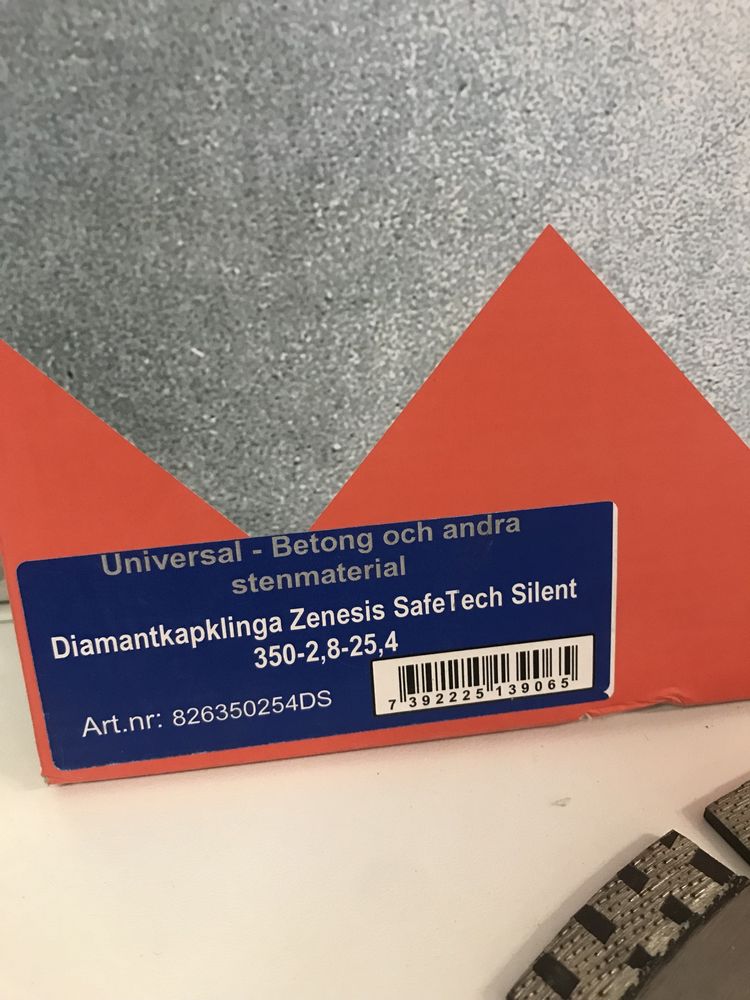 Universal - Betong och andra
stenmaterial
Diamantkapklinga Zenesis SafeTech Silent
350-2,8-25,4
Art.nr: 826350254DS
7 392225 139065